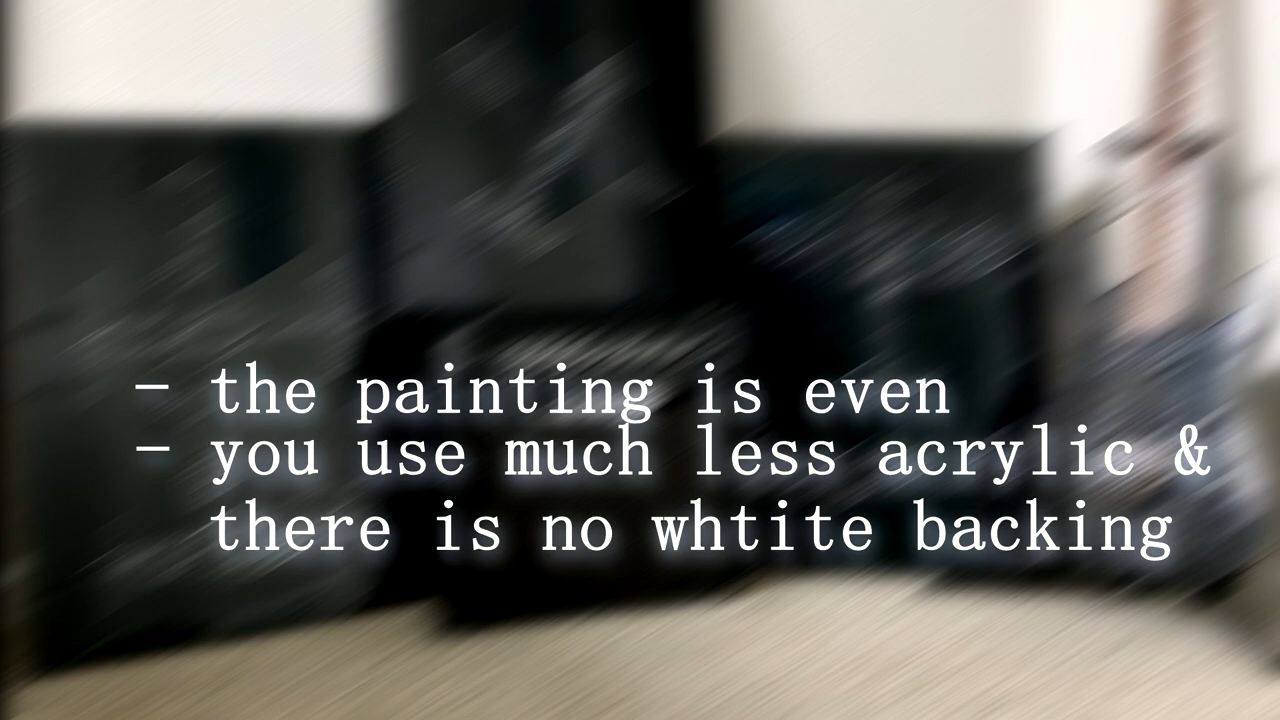 - the painting is even
- you use much less acrylic &
there is no whtite backing